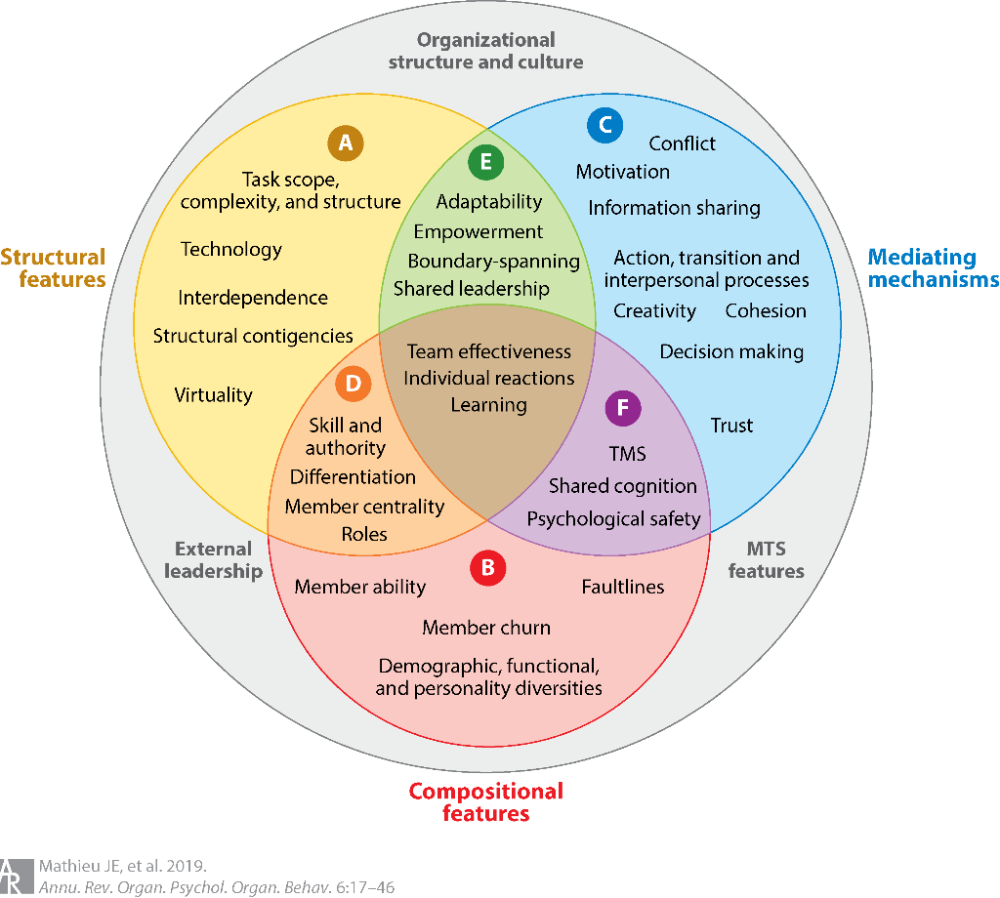 Organizational
structure and culture
A
C
Conflict
E
Motivation
Task scope,
complexity, and structure
Adaptability
Information sharing
Empowerment
Technology
Boundary-spanning
Action, transition and
interpersonal processes
Structural
features
Mediating
mechanisms
Interdependence
Shared leadership
Creativity
Cohesion
Structural contigencies
Team effectiveness
Individual reactions
Learning
Decision making
D
Virtuality
F
Skill and
authority
Trust
TMS
Differentiation
Shared cognition
Member centrality
Psychological safety
Roles
External
leadership
MTS
features
B
Member ability
Faultlines
Member churn
Demographic, functional,
and personality diversities
Compositional
features
AR
Mathieu JE, et al. 2019.
Annu. Rev. Organ. Psychol. Organ. Behav. 6:17–46